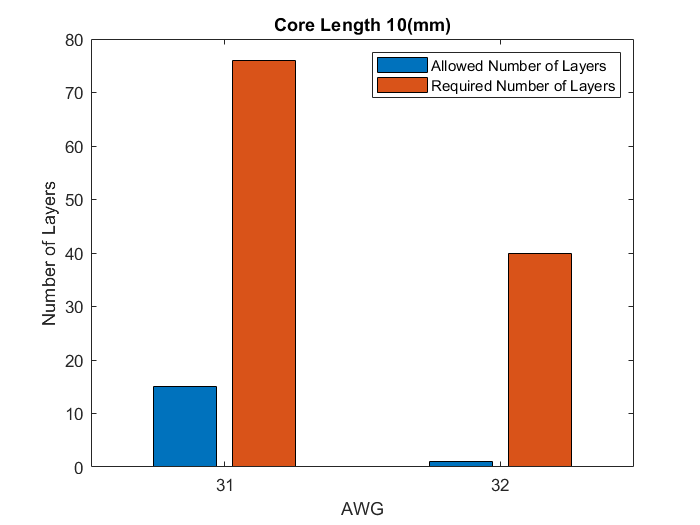 Core Length 10(mm)
80
70
60
50
40
30
20
10
0
Number of Layers
Allowed Number of Layers
Required Number of Layers
31
32
AWG